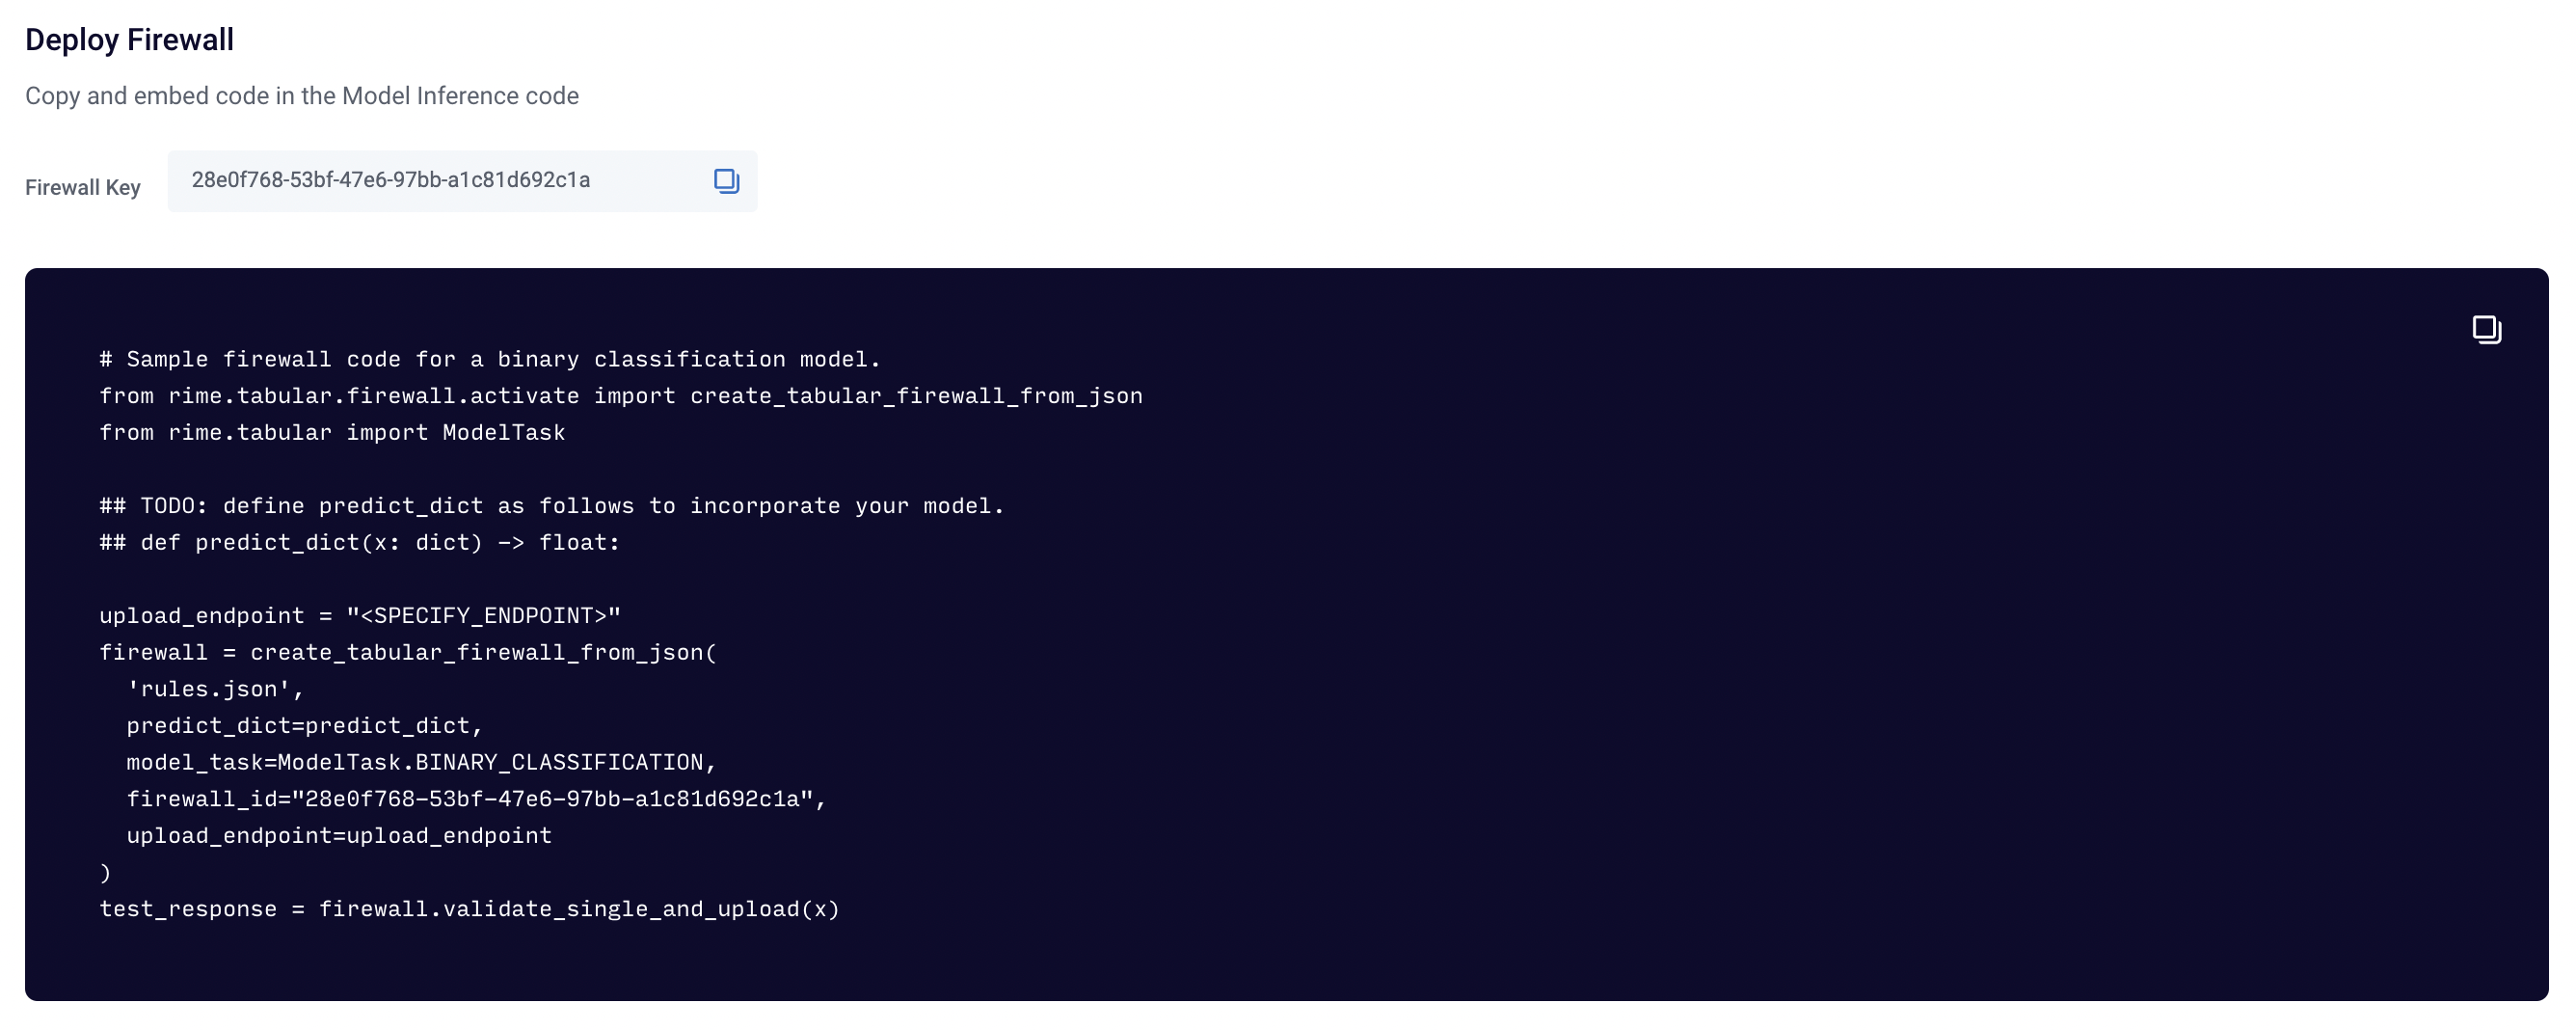 Deploy Firewall
Copy and embed code in the Model Inference code
Firewall Key 28e0f768-53bf-47e6-97bb-a1c81d692c1a
# Sample firewall code for a binary classification model.
from rime.tabular.firewall.activate import create_tabular_firewall_from_json
from rime.tabular import ModelTask
## TODO: define predict_dict as follows to incorporate your model.
## def predict_dict(x: dict) -> float:
upload_endpoint = "<SPECIFY_ENDPOINT>"
firewall = create_tabular_firewall_from_json(
  'rules.json',
  predict_dict=predict_dict,
  model_task=ModelTask.BINARY_CLASSIFICATION,
  firewall_id="28e0f768-53bf-47e6-97bb-a1c81d692c1a",
  upload_endpoint=upload_endpoint
)
test_response = firewall.validate_single_and_upload(x)